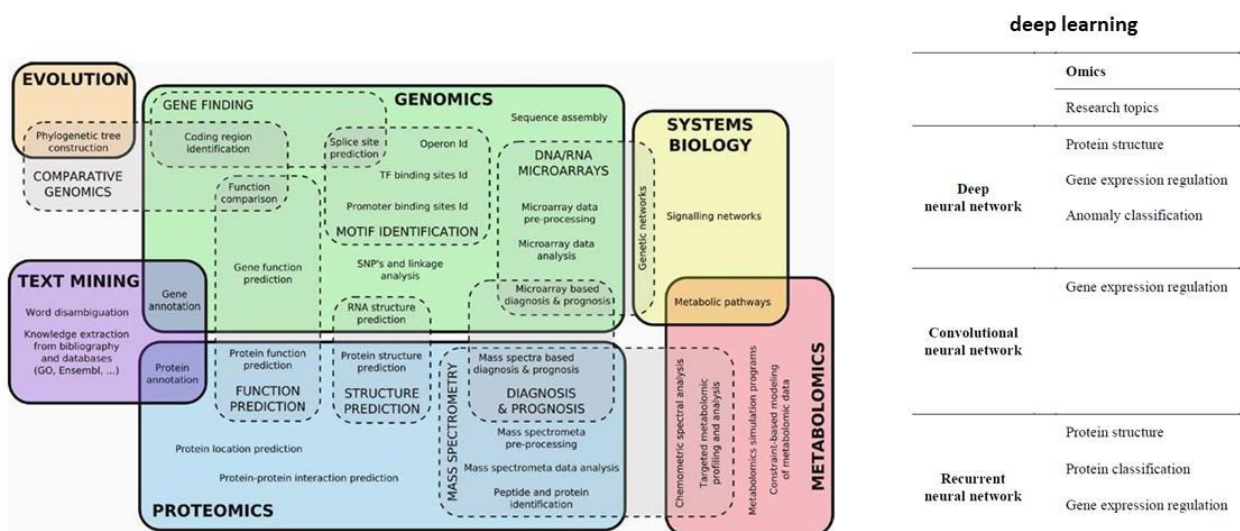 EVOLUTION
Phylogenetic tree
construction
COMPARATIVE
GENOMICS
GENE FINDING
Coding region
identification
Function
comparison
GENOMICS
Splice site
prediction
Operon Id
TF binding sites Id
Promoter binding sites Id
MOTIF IDENTIFICATION
Sequence assembly
DNA/RNA
MICROARRAYS
Microarray data
pre-processing
Microarray data
analysis
Microarray based
diagnosis & prognosis
Gene function
prediction
SNP's and linkage
analysis
RNA structure
prediction
Genetic networks
SYSTEMS
BIOLOGY
Signalling networks
Metabolic pathways
TEXT MINING
Word disambiguation
Knowledge extraction
from bibliography
and databases
(GO, Ensembl, ...)
Gene
annotation
Protein
annotation
Protein function
prediction
FUNCTION
PREDICTION
Protein structure
prediction
STRUCTURE
PREDICTION
MASS SPECTROMETRY
Mass spectra based
diagnosis & prognosis
DIAGNOSIS
& PROGNOSIS
Mass spectrometa
pre-processing
Mass spectrometa data analysis
Peptide and protein
identification
Protein location prediction
Protein-protein interaction prediction
PROTEOMICS
Chemometric spectral analysis
Targeted metabolomic
profiling and analysis
Metabolomics simulation programs
Constraint-based modeling
of metabolomic data
METABOLOMICS
deep learning
Omics
Research topics
Deep
neural network
Protein structure
Gene expression regulation
Anomaly classification
Convolutional
neural network
Gene expression regulation
Recurrent
neural network
Protein structure
Protein classification
Gene expression regulation